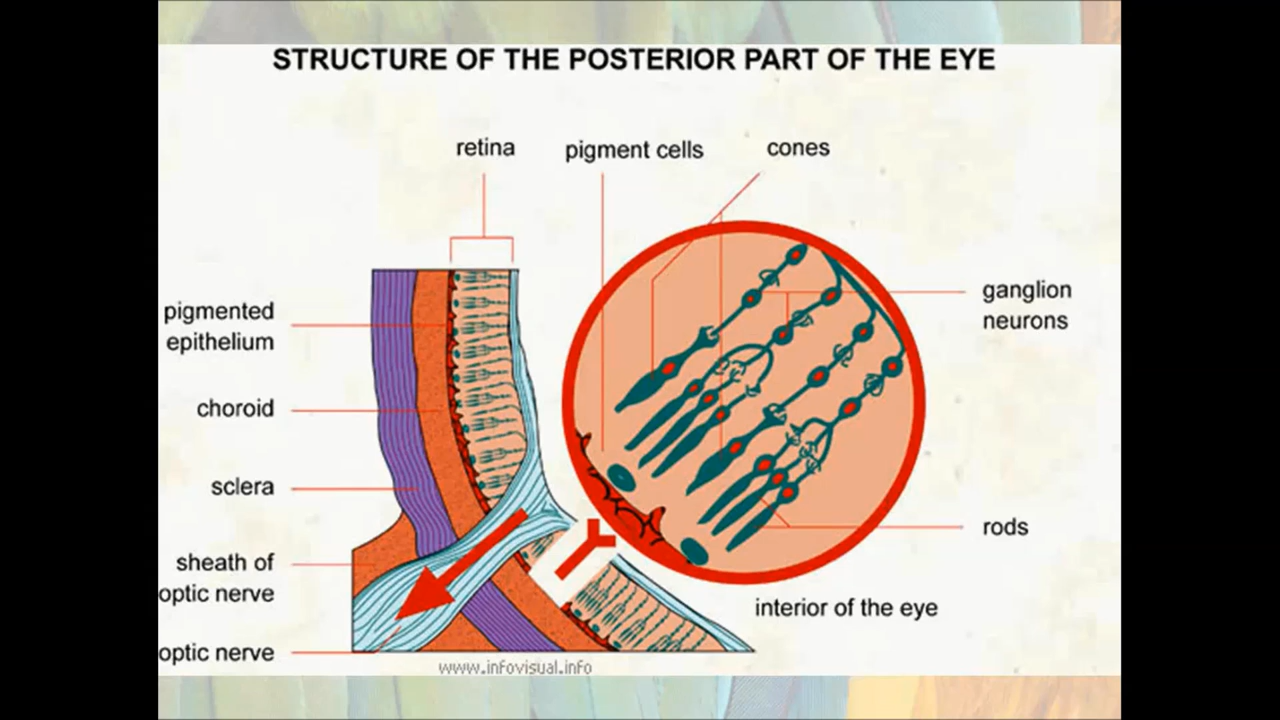 STRUCTURE OF THE POSTERIOR PART OF THE EYE
retina
pigment cells
cones
pigmented
epithelium
choroid
sclera
sheath of
optic nerve
optic nerve
ganglion
neurons
rods
interior of the eye
www.infovisual.info